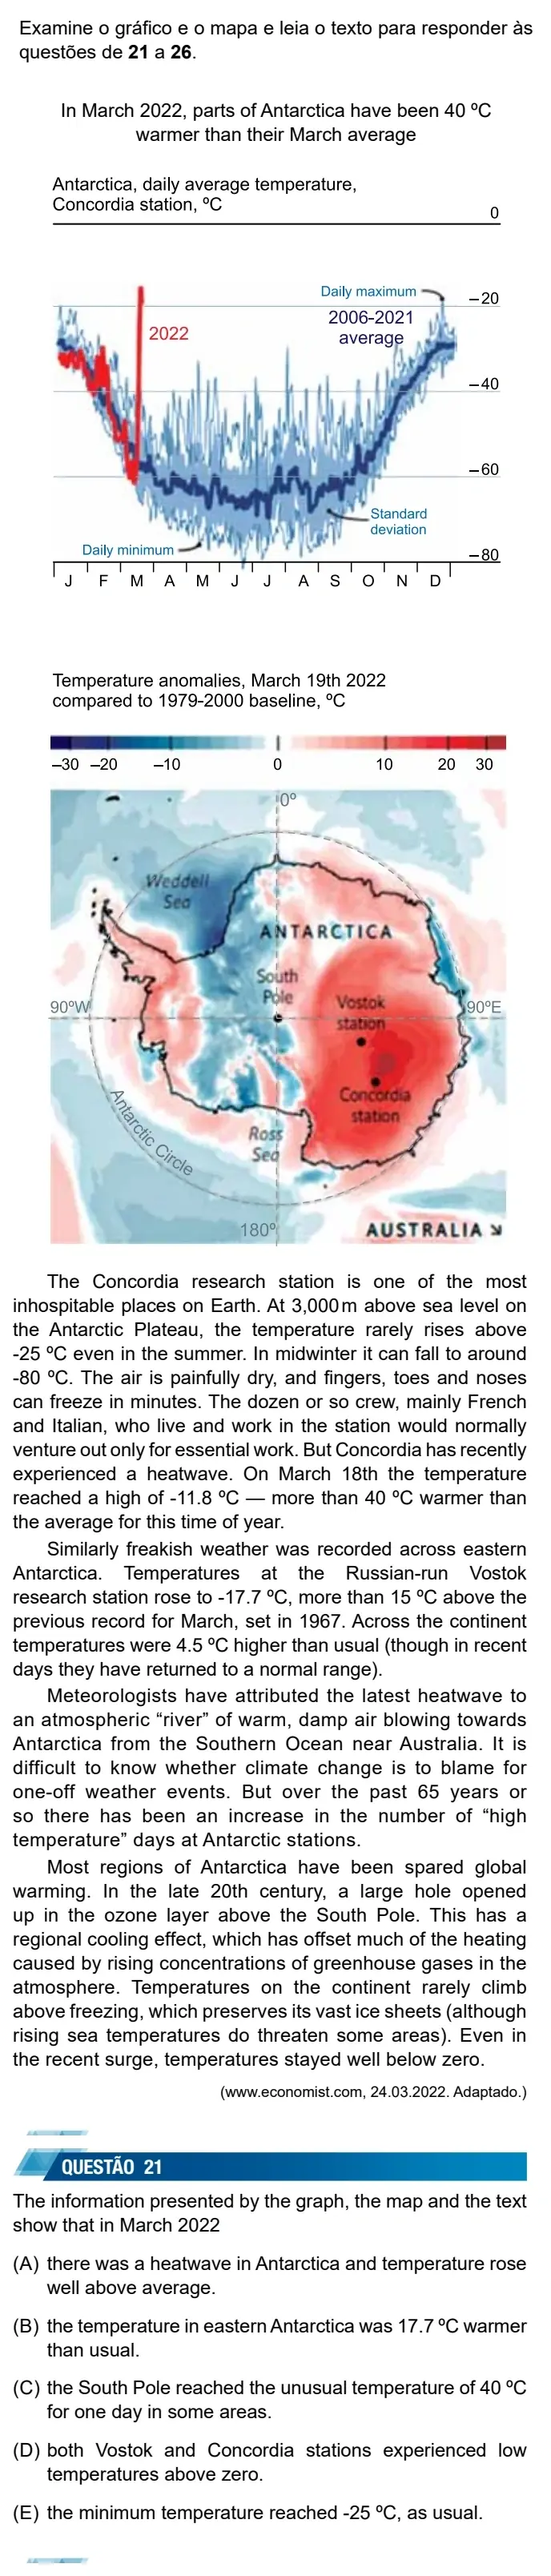 Examine o gráfico e o mapa e leia o texto para responder às
questões de 21 a 26.
In March 2022, parts of Antarctica have been 40 ºC
warmer than their March average
Antarctica, daily average temperature,
Concordia station, ºC
0
Daily maximum
–20
2006-2021
average
2022
–40
–60
Standard
deviation
Daily minimum
–80
J F M A M J J A S O N D
Temperature anomalies, March 19th 2022
compared to 1979-2000 baseline, ºC
–30 –20 –10 0 10 20 30
0º
Weddell
Sea
ANTARCTICA
South
Pole
90ºW
Vostok
station
90ºE
Concordia
station
Antarctic Circle
Ross
Sea
180º
AUSTRALIA
The Concordia research station is one of the most
inhospitable places on Earth. At 3,000 m above sea level on
the Antarctic Plateau, the temperature rarely rises above
-25 ºC even in the summer. In midwinter it can fall to around
-80 ºC. The air is painfully dry, and fingers, toes and noses
can freeze in minutes. The dozen or so crew, mainly French
and Italian, who live and work in the station would normally
venture out only for essential work. But Concordia has recently
experienced a heatwave. On March 18th the temperature
reached a high of -11.8 ºC — more than 40 ºC warmer than
the average for this time of year.
Similarly freakish weather was recorded across eastern
Antarctica. Temperatures at the Russian-run Vostok
research station rose to -17.7 ºC, more than 15 ºC above the
previous record for March, set in 1967. Across the continent
temperatures were 4.5 ºC higher than usual (though in recent
days they have returned to a normal range).
Meteorologists have attributed the latest heatwave to
an atmospheric “river” of warm, damp air blowing towards
Antarctica from the Southern Ocean near Australia. It is
difficult to know whether climate change is to blame for
one-off weather events. But over the past 65 years or
so there has been an increase in the number of “high
temperature” days at Antarctic stations.
Most regions of Antarctica have been spared global
warming. In the late 20th century, a large hole opened
up in the ozone layer above the South Pole. This has a
regional cooling effect, which has offset much of the heating
caused by rising concentrations of greenhouse gases in the
atmosphere. Temperatures on the continent rarely climb
above freezing, which preserves its vast ice sheets (although
rising sea temperatures do threaten some areas). Even in
the recent surge, temperatures stayed well below zero.
(www.economist.com, 24.03.2022. Adaptado.)
QUESTÃO 21
The information presented by the graph, the map and the text
show that in March 2022
(A) there was a heatwave in Antarctica and temperature rose
well above average.
(B) the temperature in eastern Antarctica was 17.7 ºC warmer
than usual.
(C) the South Pole reached the unusual temperature of 40 ºC
for one day in some areas.
(D) both Vostok and Concordia stations experienced low
temperatures above zero.
(E) the minimum temperature reached -25 ºC, as usual.